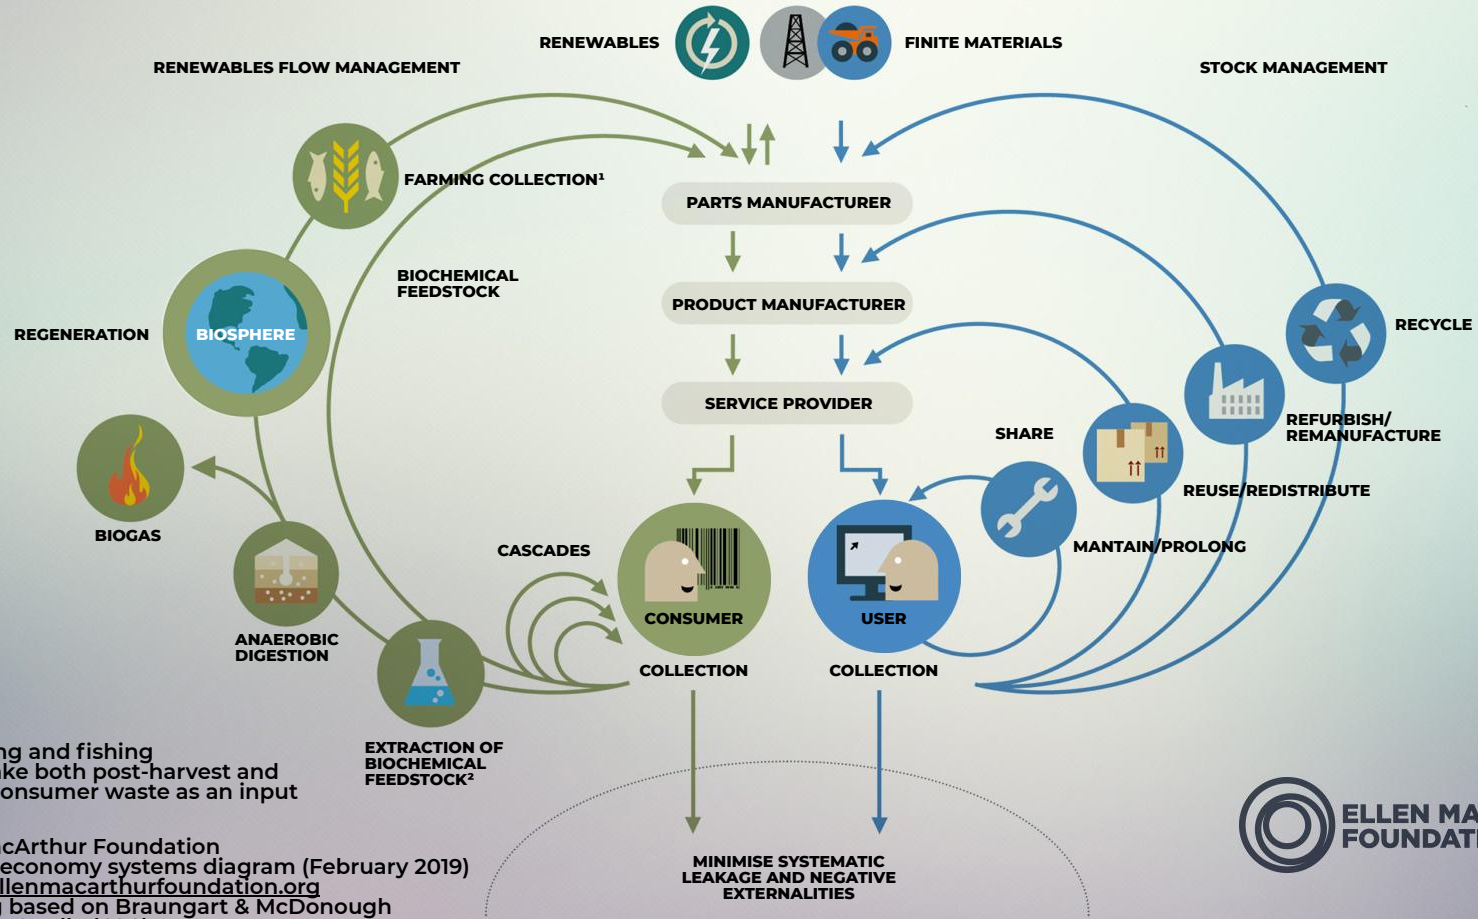 RENEWABLES
FINITE MATERIALS
RENEWABLES FLOW MANAGEMENT
STOCK MANAGEMENT
FARMING COLLECTION¹
PARTS MANUFACTURER
BIOCHEMICAL
FEEDSTOCK
PRODUCT MANUFACTURER
REGENERATION
BIOSPHERE
RECYCLE
SERVICE PROVIDER
SHARE
REFURBISH/
REMANUFACTURE
REUSE/REDISTRIBUTE
BIOGAS
CASCADES
MANTAIN/PROLONG
CONSUMER
USER
ANAEROBIC
DIGESTION
COLLECTION
COLLECTION
EXTRACTION OF
BIOCHEMICAL
FEEDSTOCK²
ng and fishing
ke both post-harvest and
onsumer waste as an input
MINIMISE SYSTEMATIC
LEAKAGE AND NEGATIVE
EXTERNALITIES
ELLEN MA
FOUNDATI
acArthur Foundation
economy systems diagram (February 2019)
llenmacarthurfoundation.org
g based on Braungart & McDonough